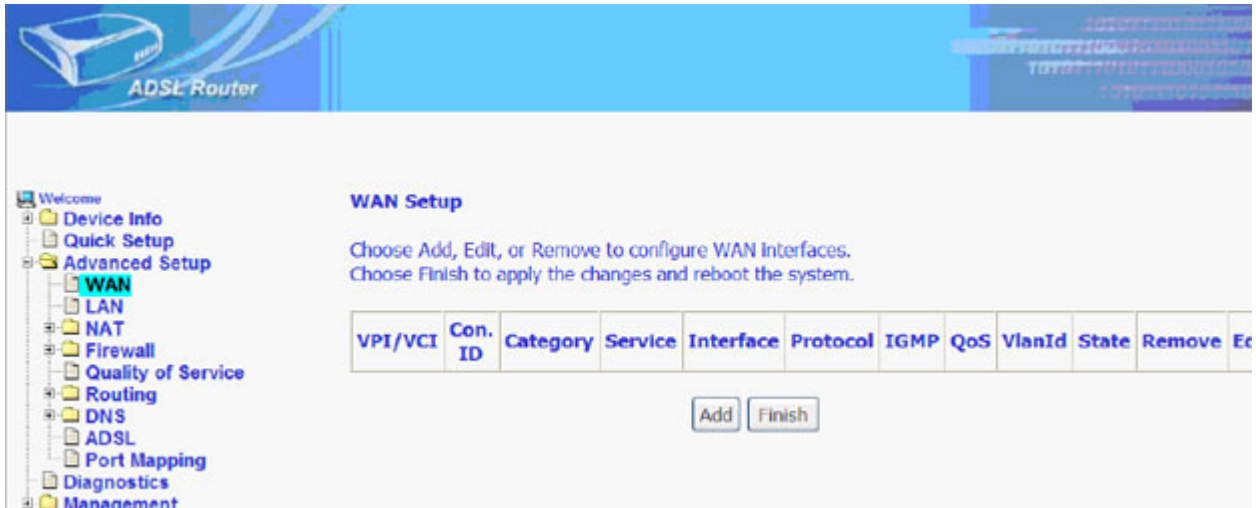 ADSL Router
Welcome
Device Info
Quick Setup
Advanced Setup
WAN
LAN
NAT
Firewall
Quality of Service
Routing
DNS
ADSL
Port Mapping
Diagnostics
Management
WAN Setup
Choose Add, Edit, or Remove to configure WAN interfaces.
Choose Finish to apply the changes and reboot the system.
VPI/VCI Con. ID Category Service Interface Protocol IGMP QoS VlanId State Remove
Add Finish